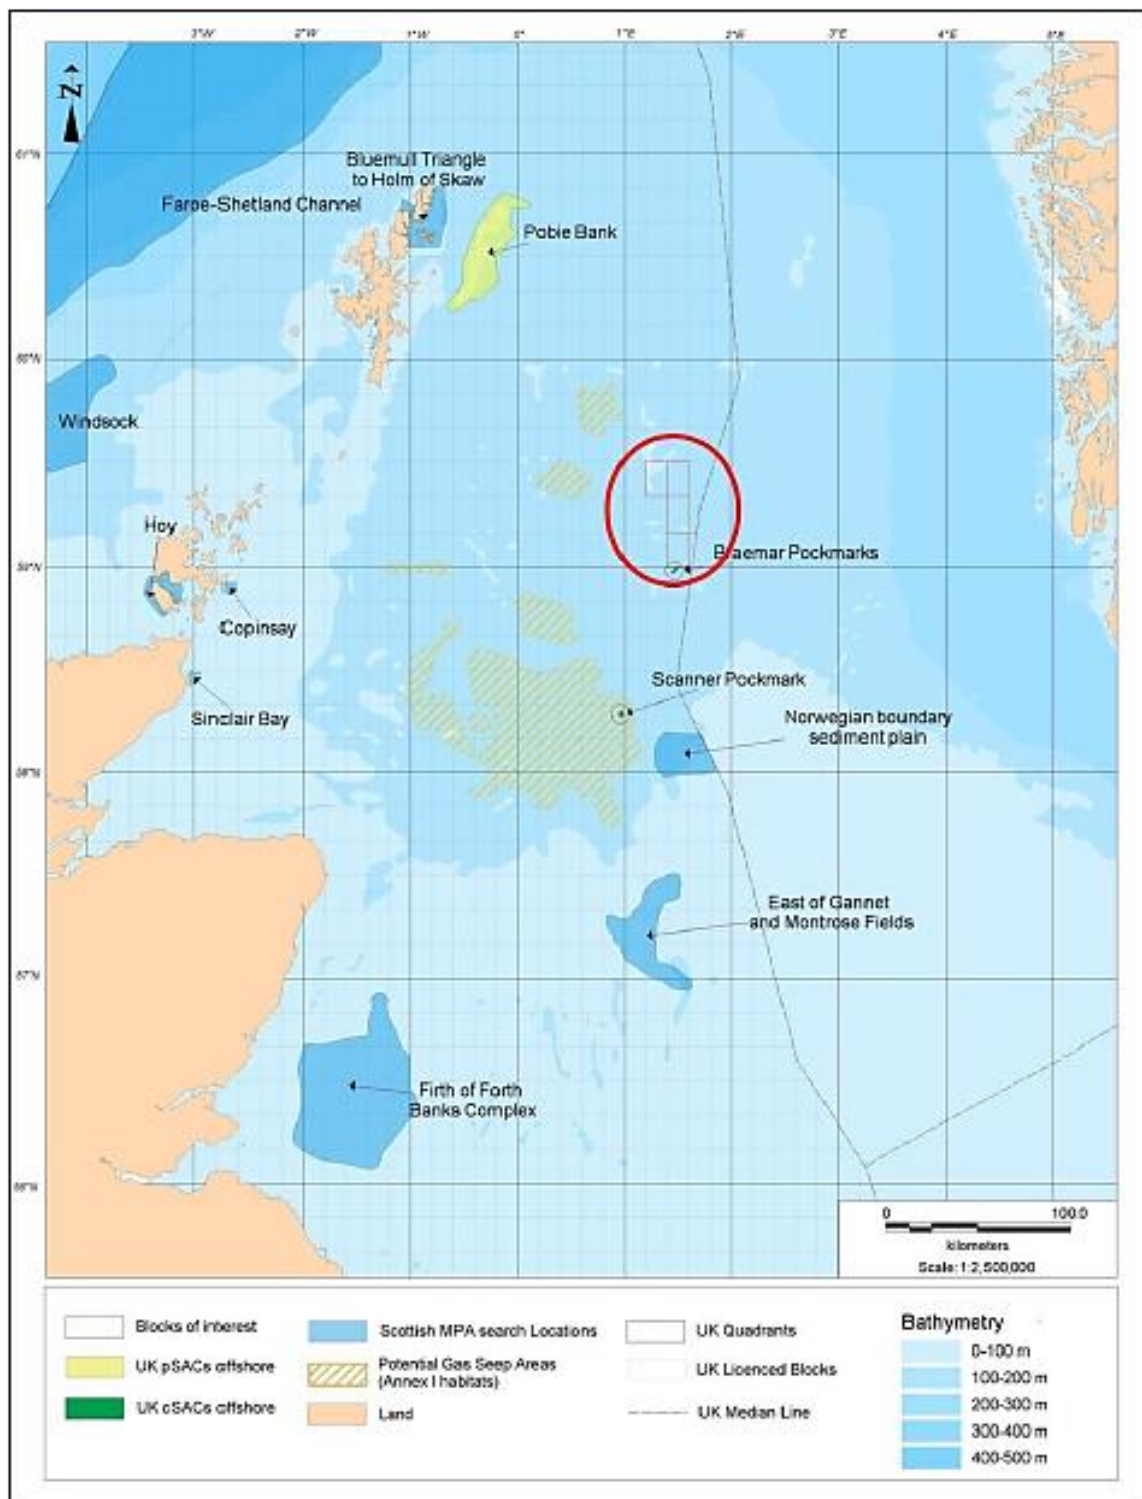 3°W 2°W 1°W 0° 1°E 2°E 3°E 4°E 5°E
N
61°N
Bluemull Triangle
to Holm of Skaw
Faroe-Shetland Channel
Pobie Bank
60°N
Windsock
Hoy
59°N
Braemar Pockmarks
Copinsay
Scanner Pockmark
Sinclair Bay
Norwegian boundary
sediment plain
58°N
East of Gannet
and Montrose Fields
57°N
Firth of Forth
Banks Complex
56°N
0 100.0
kilometers
Scale: 1:2,500,000
Blocks of interest
UK pSACs offshore
UK cSACs offshore
Scottish MPA search Locations
Potential Gas Seep Areas
(Annex I habitats)
Land
UK Quadrants
UK Licenced Blocks
UK Median Line
Bathymetry
0-100 m
100-200 m
200-300 m
300-400 m
400-500 m